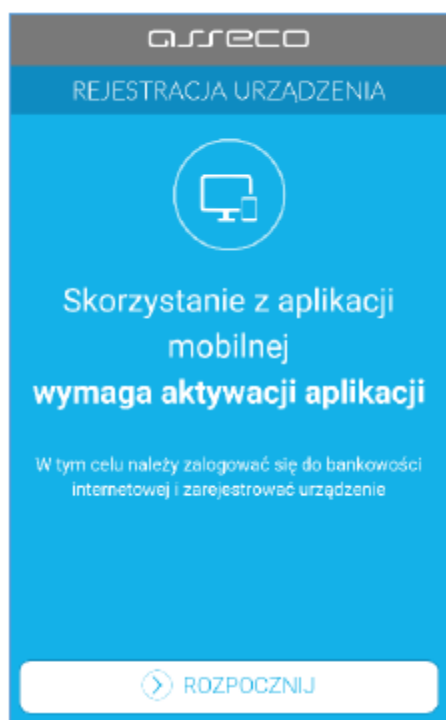 asseco
REJESTRACJA URZĄDZENIA
Skorzystanie z aplikacji
mobilnej
wymaga aktywacji aplikacji
W tym celu należy zalogować się do bankowości
internetowej i zarejestrować urządzenie
ROZPOCZNIJ